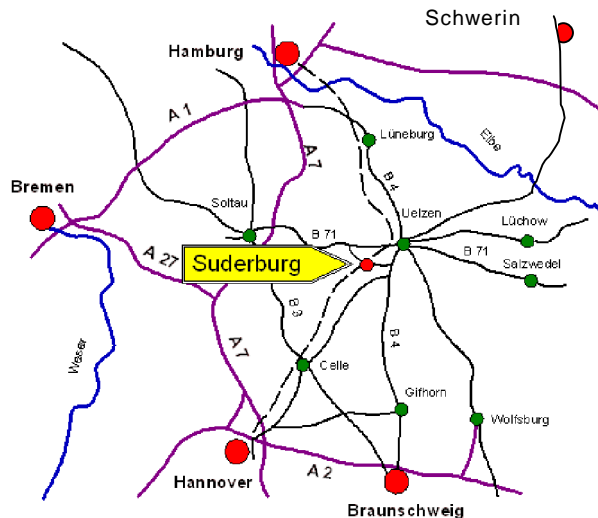 Schwerin
Hamburg
A 1
Lüneburg
Elbe
A 7
B 4
Bremen
Soltau
Uelzen
Lüchow
B 71
B 71
A 27
Suderburg
Salzwedel
B 3
Weser
A 7
B 4
Celle
Gifhorn
Wolfsburg
A 2
Hannover
Braunschweig